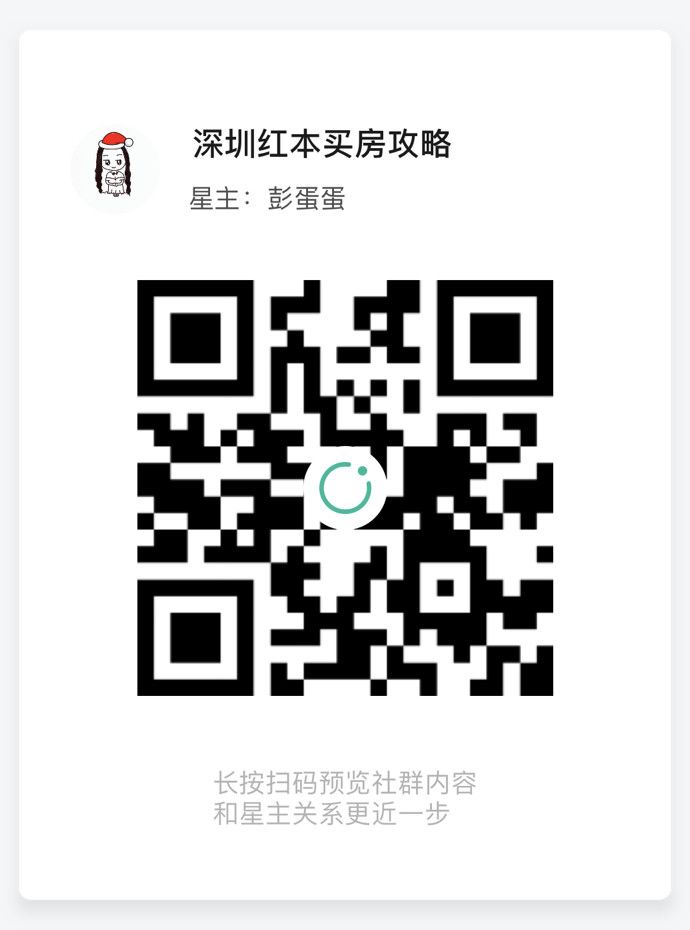 深圳红本买房攻略
星主：彭蛋蛋
长按扫码预览社群内容
和星主关系更近一步